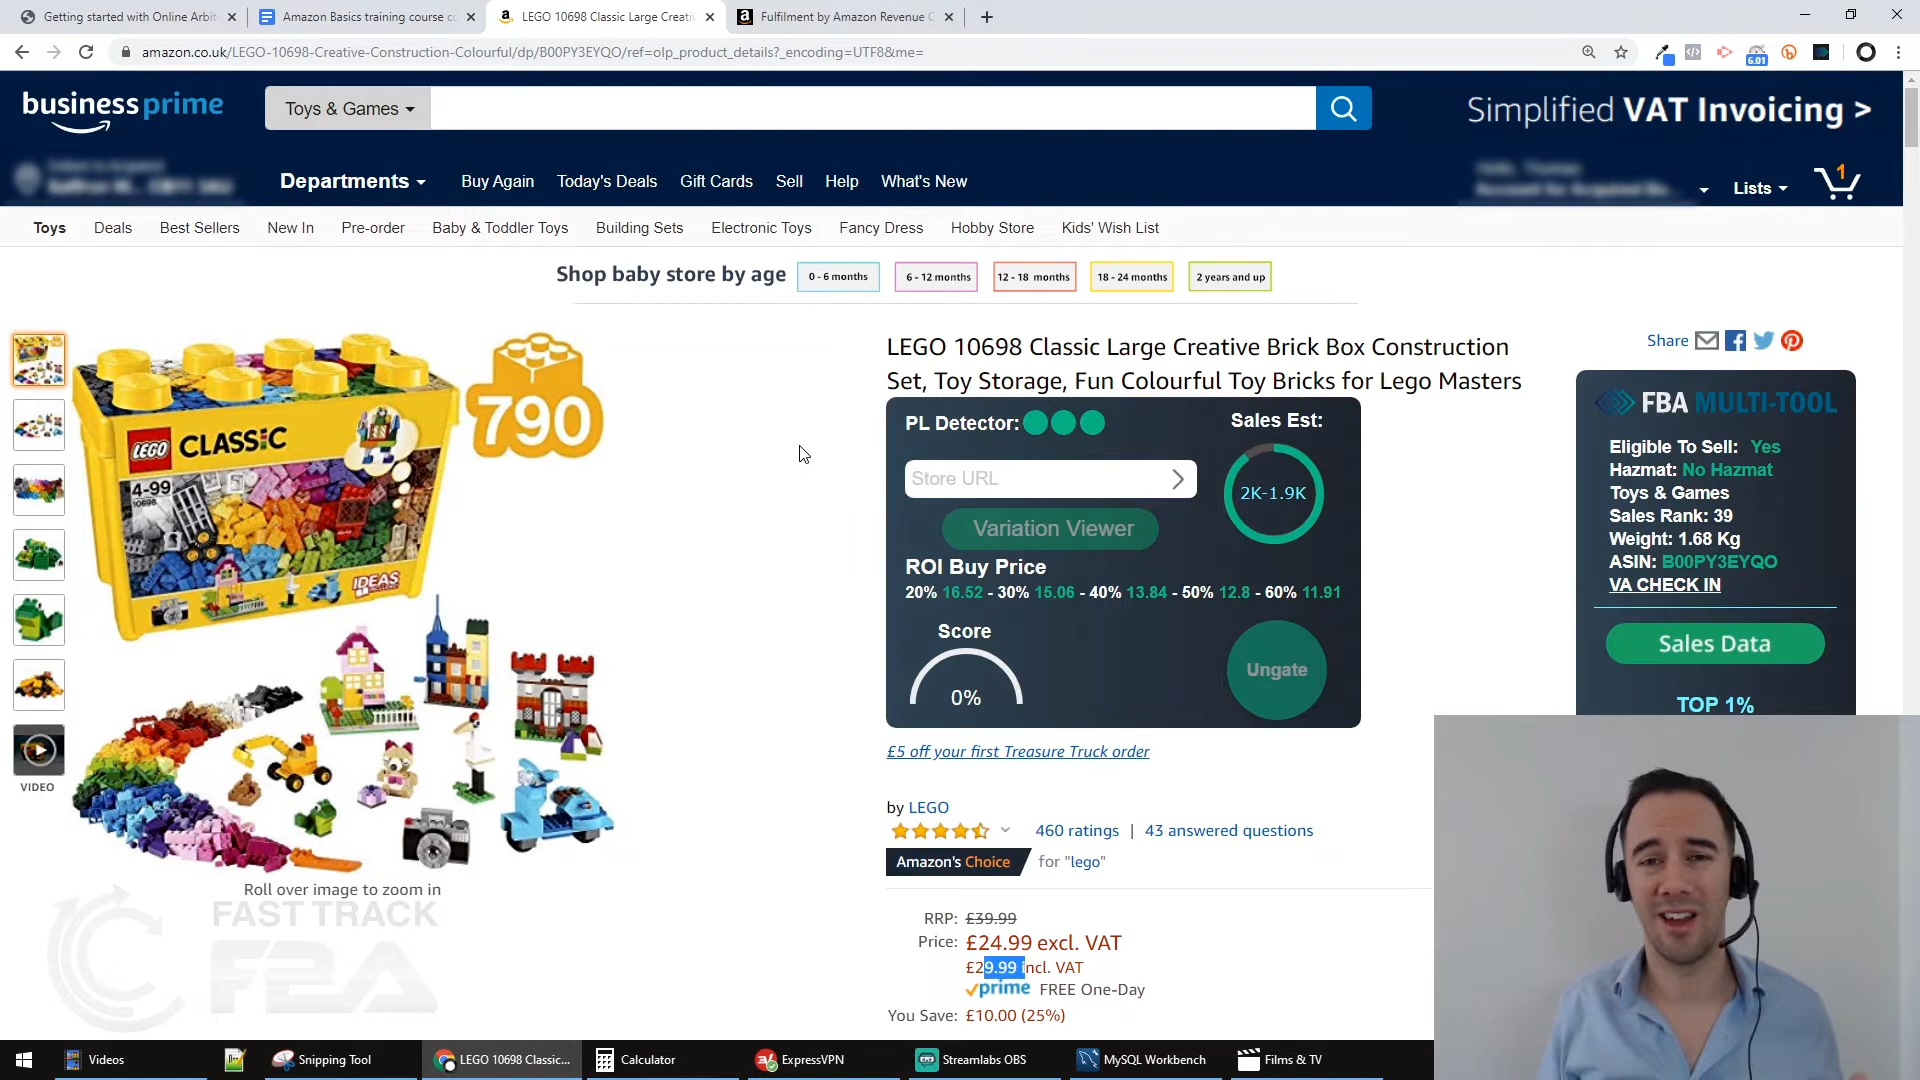 Getting started with Online Arbit
Amazon Basics training course co
LEGO 10698 Classic Large Creati
Fulfilment by Amazon Revenue C
amazon.co.uk/LEGO-10698-Creative-Construction-Colourful/dp/B00PY3EYQO/ref=olp_product_details?_encoding=UTF8&me=
6.01
business prime
Toys & Games
Simplified VAT Invoicing >
Departments
Buy Again
Today's Deals
Gift Cards
Sell
Help
What's New
Lists
1
Toys
Deals
Best Sellers
New In
Pre-order
Baby & Toddler Toys
Building Sets
Electronic Toys
Fancy Dress
Hobby Store
Kids' Wish List
Shop baby store by age
0 - 6 months
6 - 12 months
12 - 18 months
18 - 24 months
2 years and up
VIDEO
LEGO CLASSIC
4-99
10698
IDEAS
790
Roll over image to zoom in
FAST TRACK
FBA
LEGO 10698 Classic Large Creative Brick Box Construction
Set, Toy Storage, Fun Colourful Toy Bricks for Lego Masters
PL Detector:
Sales Est:
Store URL
2K-1.9K
Variation Viewer
ROI Buy Price
20% 16.52 - 30% 15.06 - 40% 13.84 - 50% 12.8 - 60% 11.91
Score
0%
Ungate
£5 off your first Treasure Truck order
by LEGO
460 ratings | 43 answered questions
Amazon's Choice for "lego"
RRP: £39.99
Price: £24.99 excl. VAT
£29.99 incl. VAT
prime FREE One-Day
You Save: £10.00 (25%)
Share
FBA MULTI-TOOL
Eligible To Sell: Yes
Hazmat: No Hazmat
Toys & Games
Sales Rank: 39
Weight: 1.68 Kg
ASIN: B00PY3EYQO
VA CHECK IN
Sales Data
TOP 1%
Videos
Snipping Tool
LEGO 10698 Classic...
Calculator
ExpressVPN
Streamlabs OBS
MySQL Workbench
Films & TV